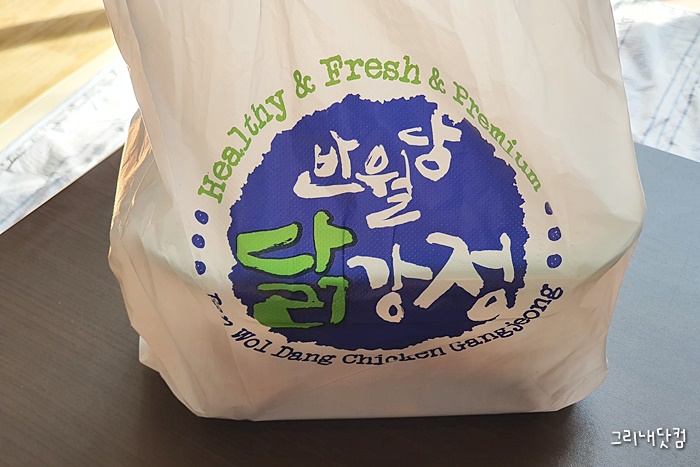 Healthy & Fresh & Premium
반월당
닭강정
Ban Wol Dang Chicken Gangjeong
그리내닷컴